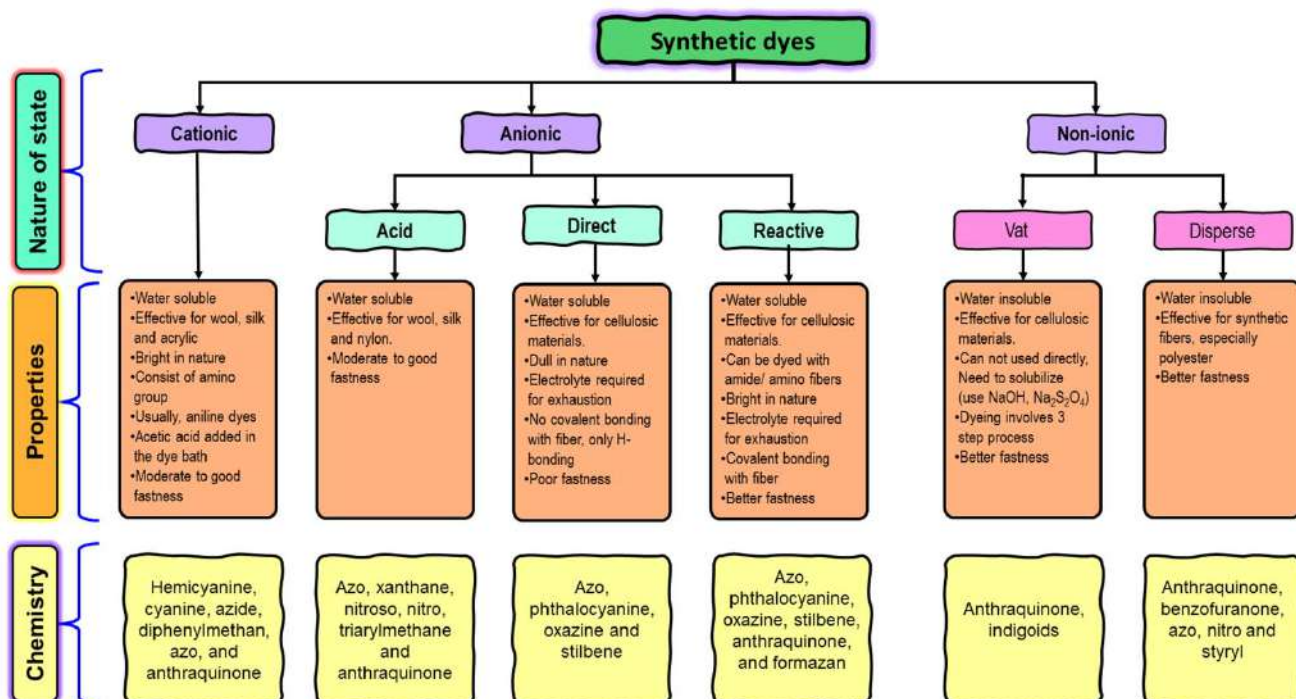 Synthetic dyes
Nature of state
Cationic
Anionic
Non-ionic
Acid
Direct
Reactive
Vat
Disperse
Properties
•Water soluble
•Effective for wool, silk
and acrylic
•Bright in nature
•Consist of amino
group
•Usually, aniline dyes
•Acetic acid added in
the dye bath
•Moderate to good
fastness
•Water soluble
•Effective for wool, silk
and nylon.
•Moderate to good
fastness
•Water soluble
•Effective for cellulosic
materials.
•Dull in nature
•Electrolyte required
for exhaustion
•No covalent bonding
with fiber, only H-
bonding
•Poor fastness
•Water soluble
•Effective for cellulosic
materials.
•Can be dyed with
amide/ amino fibers
•Bright in nature
•Electrolyte required
for exhaustion
•Covalent bonding
with fiber
•Better fastness
•Water insoluble
•Effective for cellulosic
materials.
•Can not used directly,
Need to solubilize
(use NaOH, Na₂S₂O₄)
•Dyeing involves 3
step process
•Better fastness
•Water insoluble
•Effective for synthetic
fibers, especially
polyester
•Better fastness
Chemistry
Hemicyanine,
cyanine, azide,
diphenylmethan,
azo, and
anthraquinone
Azo, xanthane,
nitroso, nitro,
triarylmethane
and
anthraquinone
Azo,
phthalocyanine,
oxazine and
stilbene
Azo,
phthalocyanine,
oxazine, stilbene,
anthraquinone,
and formazan
Anthraquinone,
indigoids
Anthraquinone,
benzofuranone,
azo, nitro and
styryl